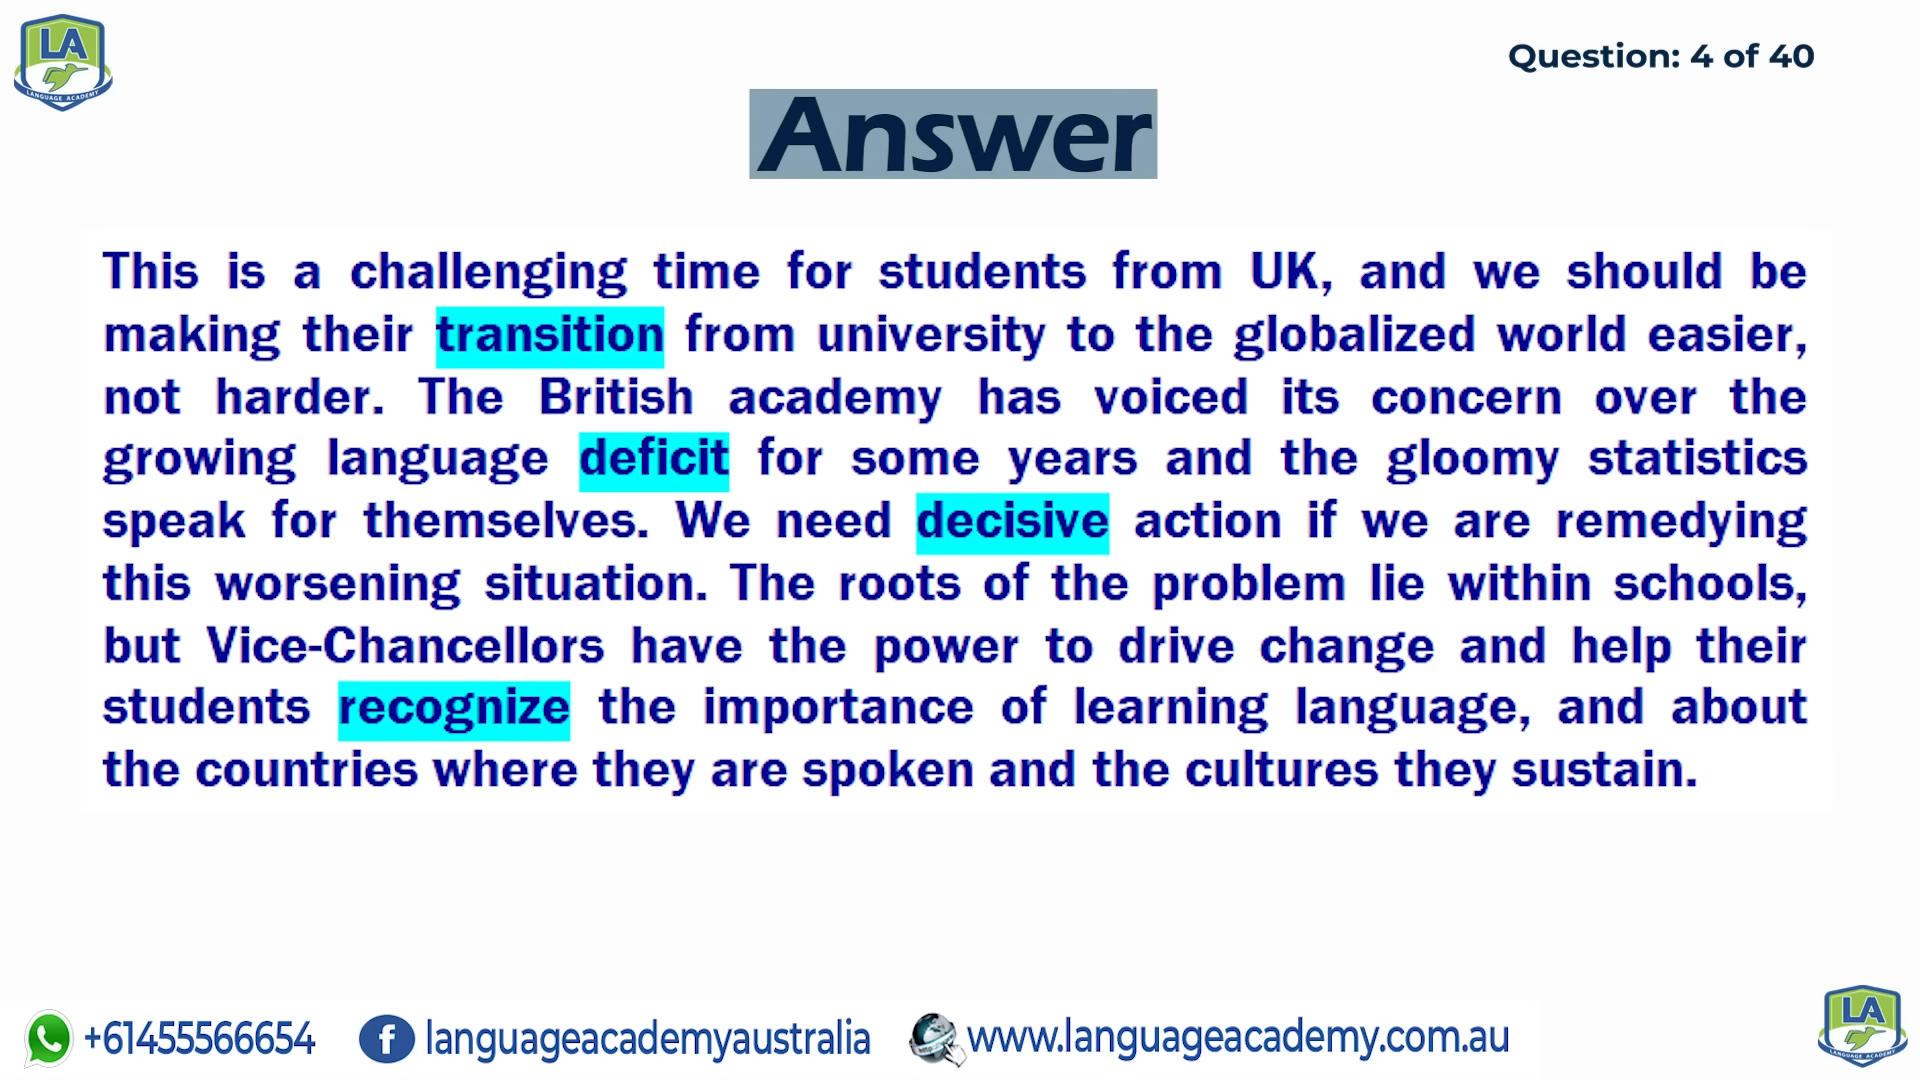 LA
LANGUAGE ACADEMY
Question: 4 of 40
Answer
This is a challenging time for students from UK, and we should be
making their transition from university to the globalized world easier,
not harder. The British academy has voiced its concern over the
growing language deficit for some years and the gloomy statistics
speak for themselves. We need decisive action if we are remedying
this worsening situation. The roots of the problem lie within schools,
but Vice-Chancellors have the power to drive change and help their
students recognize the importance of learning language, and about
the countries where they are spoken and the cultures they sustain.
+61455566654
languageacademyaustralia
www.languageacademy.com.au
LA
LANGUAGE ACADEMY